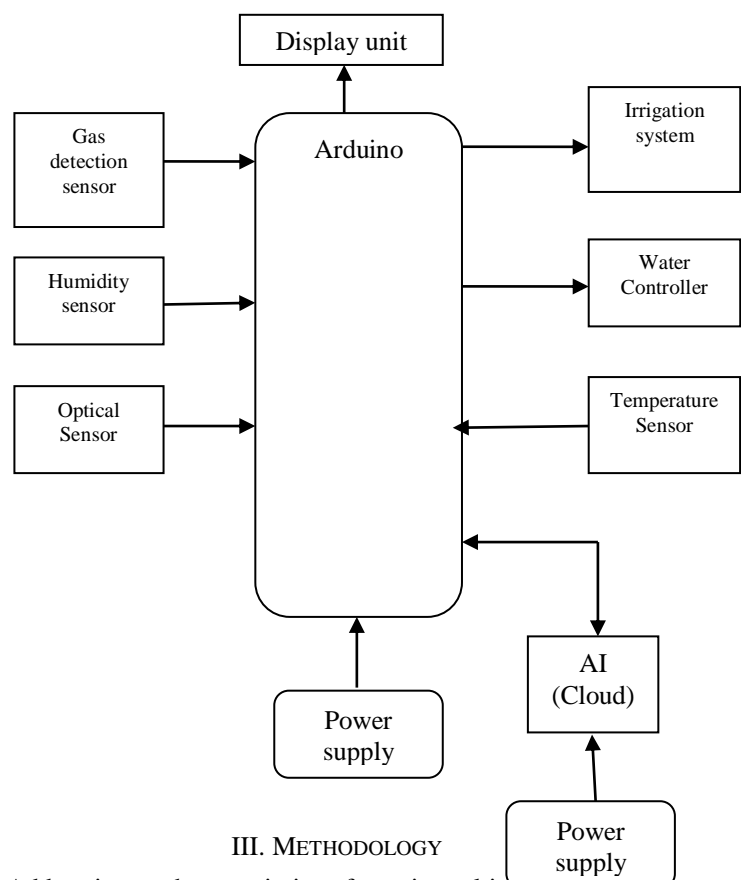 Display unit
Gas
detection
sensor
Arduino
Irrigation
system
Humidity
sensor
Water
Controller
Optical
Sensor
Temperature
Sensor
AI
(Cloud)
Power
supply
III. METHODOLOGY
Power
supply